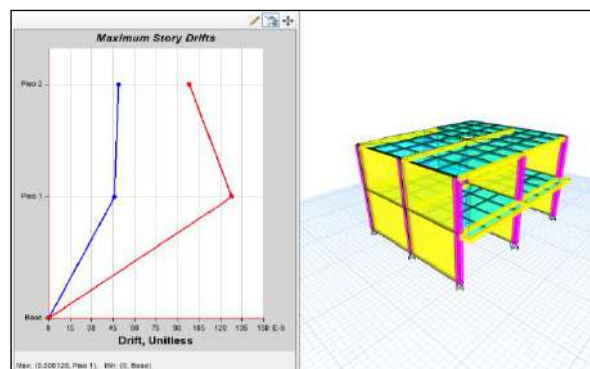 Maximum Story Drifts
Piso 2
Piso 1
Base
0 15 30 45 60 75 90 105 120 135 150 E-6
Drift, Unitless
Max: (0.000128, Piso 1); Min: (0, Base)